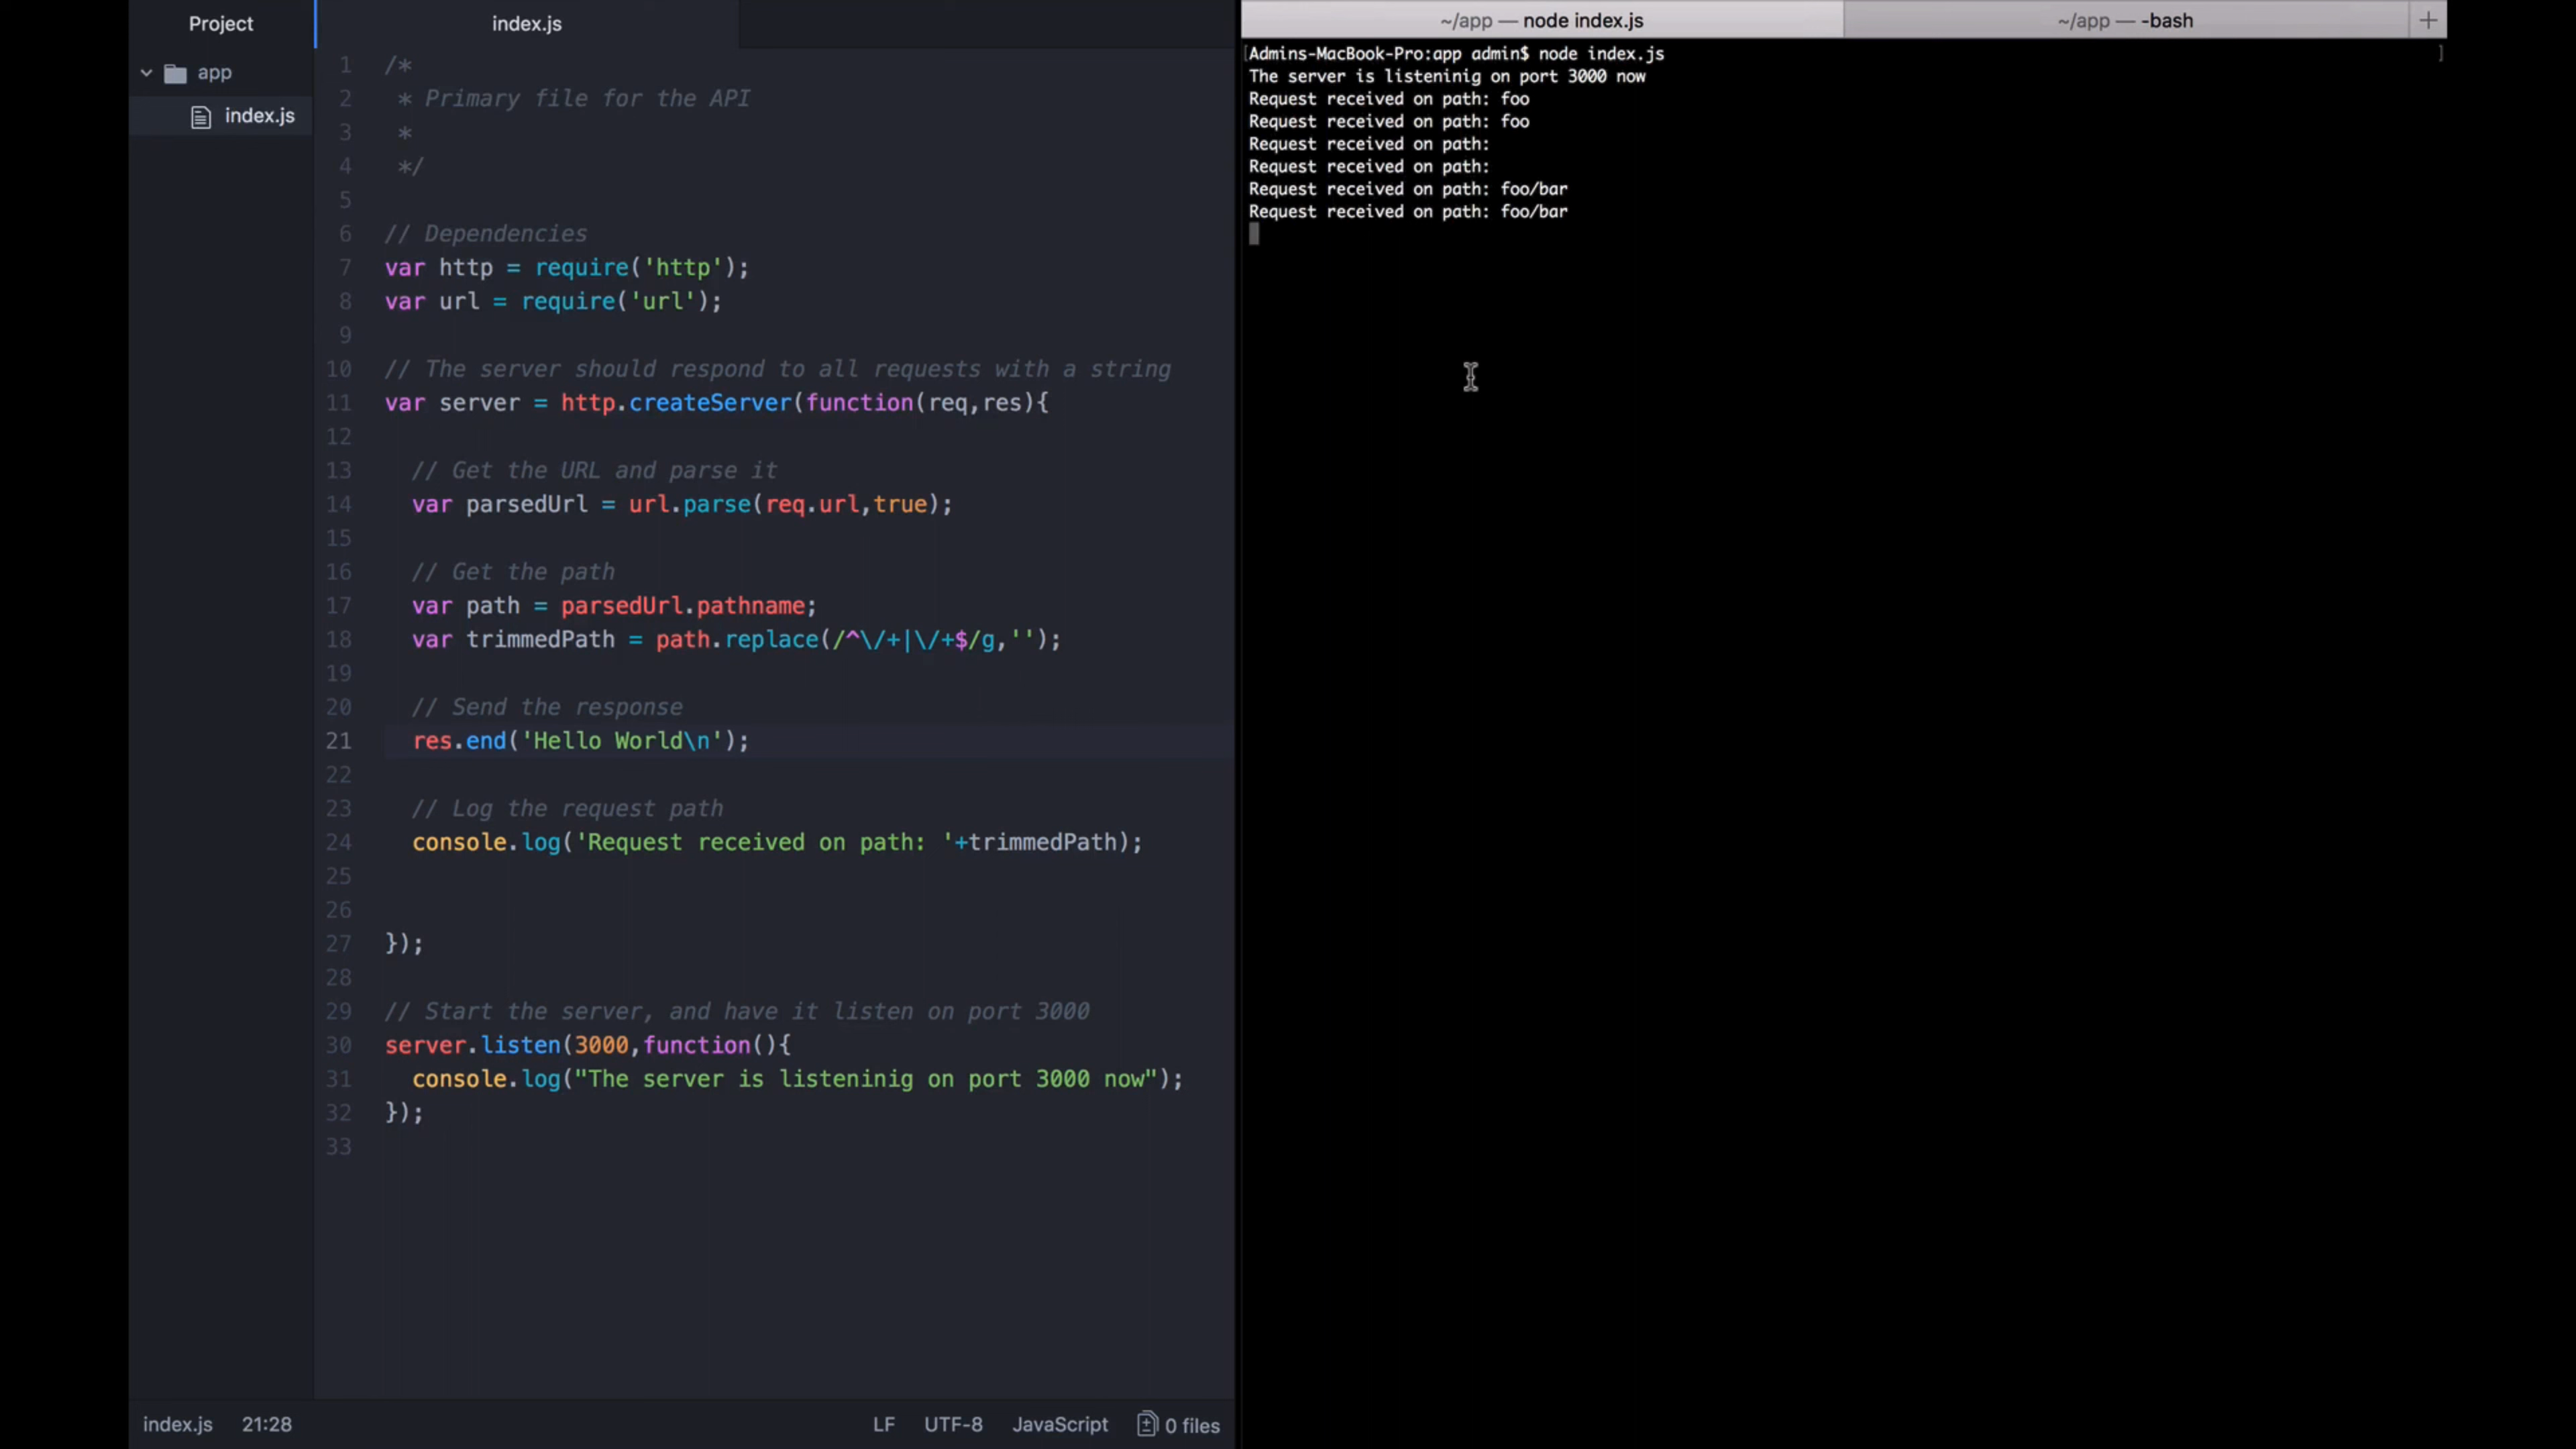 Project
app
index.js
index.js
1 /*
2  * Primary file for the API
3  *
4  */
5
6 // Dependencies
7 var http = require('http');
8 var url = require('url');
9
10 // The server should respond to all requests with a string
11 var server = http.createServer(function(req,res){
12
13   // Get the URL and parse it
14   var parsedUrl = url.parse(req.url,true);
15
16   // Get the path
17   var path = parsedUrl.pathname;
18   var trimmedPath = path.replace(/^\/+|\/+$/g,'');
19
20   // Send the response
21   res.end('Hello World\n');
22
23   // Log the request path
24   console.log('Request received on path: '+trimmedPath);
25
26
27 });
28
29 // Start the server, and have it listen on port 3000
30 server.listen(3000,function(){
31   console.log("The server is listeninig on port 3000 now");
32 });
33
index.js 21:28 LF UTF-8 JavaScript 0 files
~/app — node index.js
~/app — -bash
+
[Admins-MacBook-Pro:app admin$ node index.js ]
The server is listeninig on port 3000 now
Request received on path: foo
Request received on path: foo
Request received on path:
Request received on path:
Request received on path: foo/bar
Request received on path: foo/bar